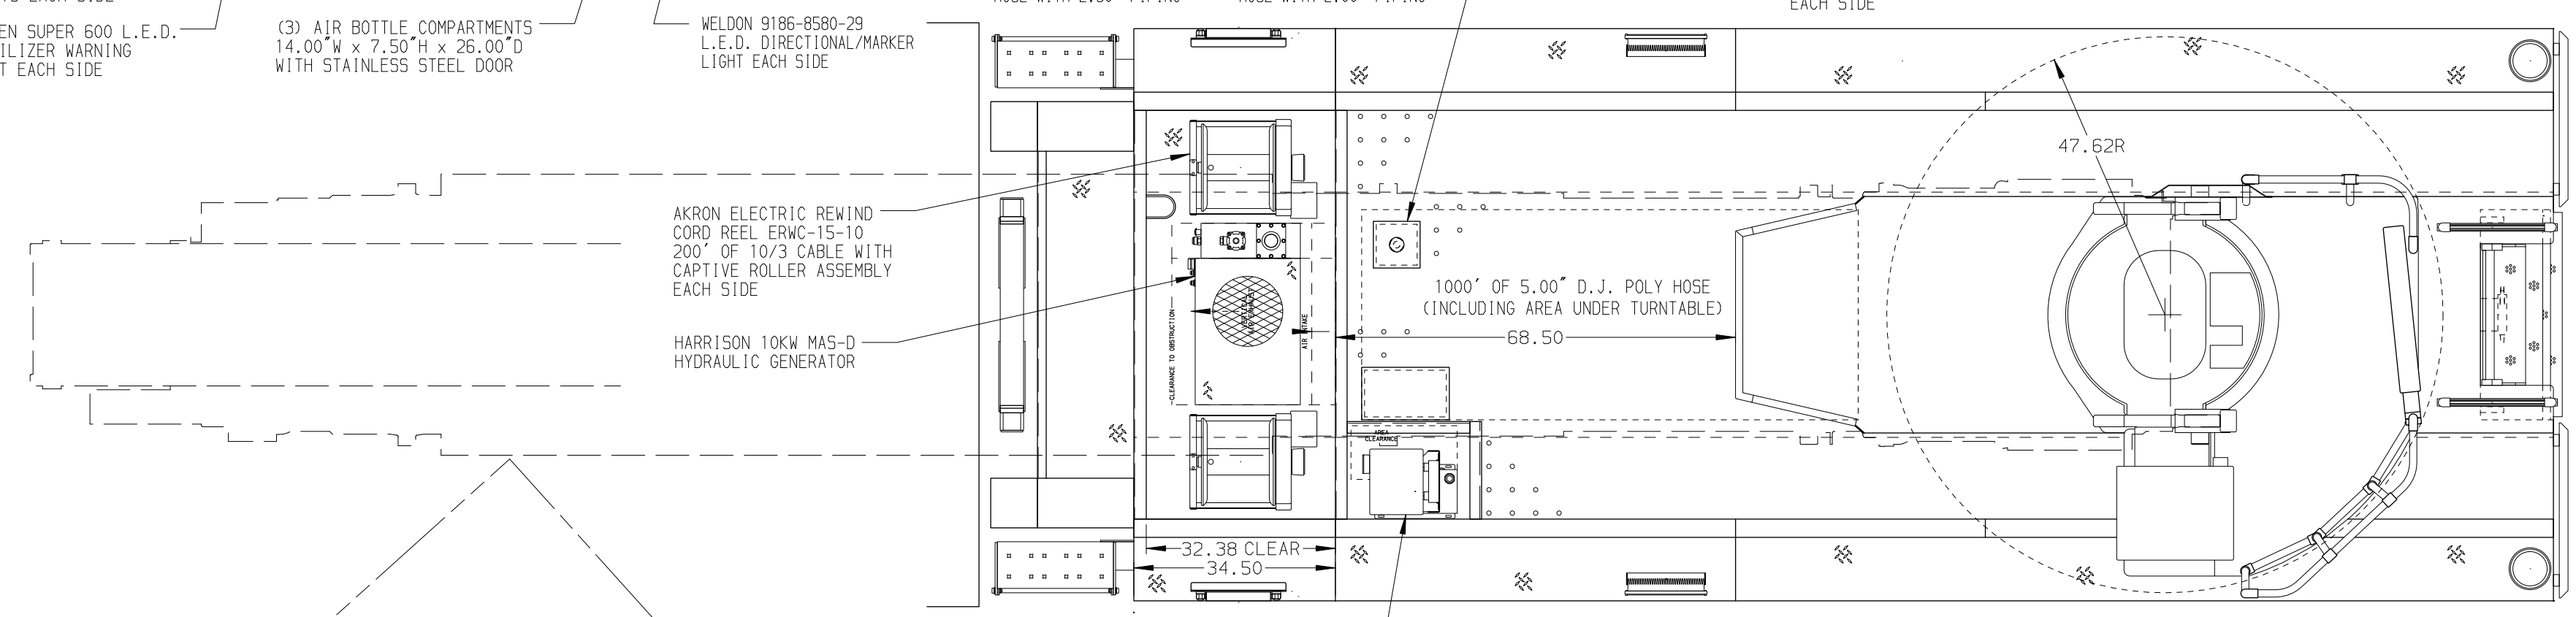 EN SUPER 600 L.E.D.
ILIZER WARNING
T EACH SIDE
(3) AIR BOTTLE COMPARTMENTS
14.00"W x 7.50"H x 26.00"D
WITH STAINLESS STEEL DOOR
WELDON 9186-8580-29
L.E.D. DIRECTIONAL/MARKER
LIGHT EACH SIDE
EACH SIDE
47.62R
AKRON ELECTRIC REWIND
CORD REEL ERWC-15-10
200' OF 10/3 CABLE WITH
CAPTIVE ROLLER ASSEMBLY
EACH SIDE
HARRISON 10KW MAS-D
HYDRAULIC GENERATOR
CLEARANCE TO OBSTRUCTION
VERTICAL
AIR EXHAUST
AIR INTAKE
1000' OF 5.00" D.J. POLY HOSE
(INCLUDING AREA UNDER TURNTABLE)
68.50
AREA
CLEARANCE
32.38 CLEAR
34.50